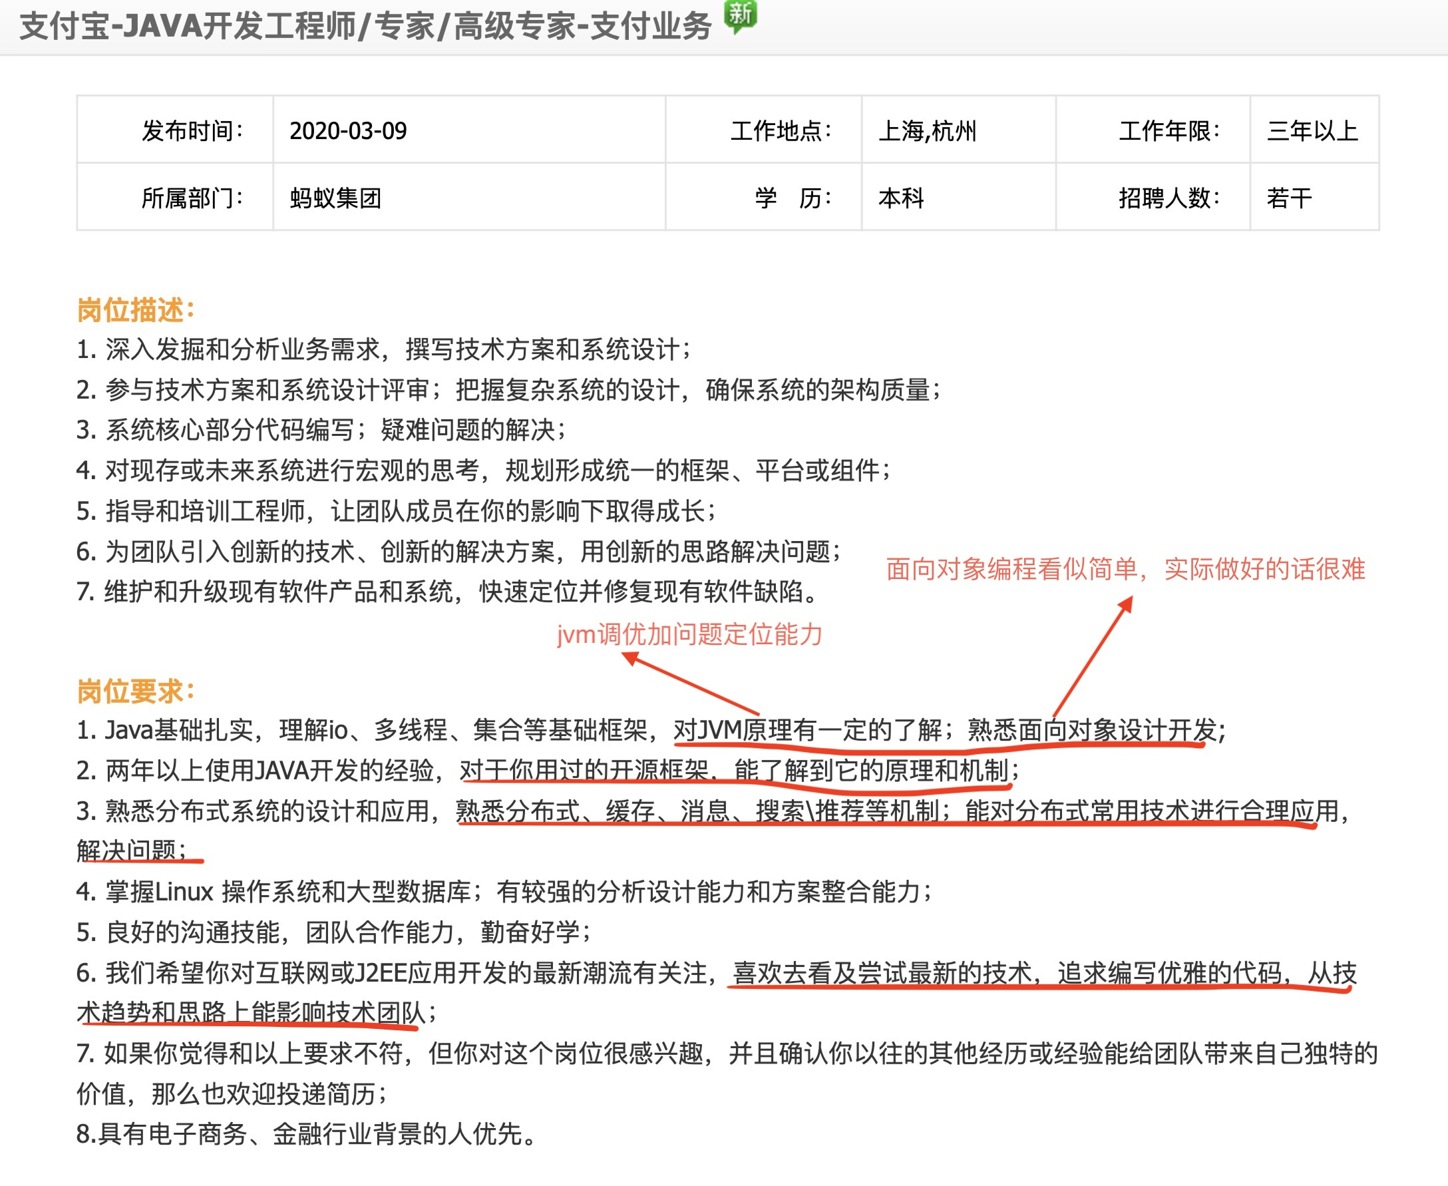 支付宝-JAVA开发工程师/专家/高级专家-支付业务 新
发布时间： 2020-03-09 工作地点： 上海,杭州 工作年限： 三年以上
所属部门： 蚂蚁集团 学 历： 本科 招聘人数： 若干
岗位描述：
1. 深入发掘和分析业务需求，撰写技术方案和系统设计；
2. 参与技术方案和系统设计评审；把握复杂系统的设计，确保系统的架构质量；
3. 系统核心部分代码编写；疑难问题的解决；
4. 对现存或未来系统进行宏观的思考，规划形成统一的框架、平台或组件；
5. 指导和培训工程师，让团队成员在你的影响下取得成长；
6. 为团队引入创新的技术、创新的解决方案，用创新的思路解决问题；
面向对象编程看似简单，实际做好的话很难
7. 维护和升级现有软件产品和系统，快速定位并修复现有软件缺陷。
jvm调优加问题定位能力
岗位要求：
1. Java基础扎实，理解io、多线程、集合等基础框架，对JVM原理有一定的了解；熟悉面向对象设计开发；
2. 两年以上使用JAVA开发的经验，对于你用过的开源框架，能了解到它的原理和机制；
3. 熟悉分布式系统的设计和应用，熟悉分布式、缓存、消息、搜索\推荐等机制；能对分布式常用技术进行合理应用，
解决问题；
4. 掌握Linux 操作系统和大型数据库；有较强的分析设计能力和方案整合能力；
5. 良好的沟通技能，团队合作能力，勤奋好学；
6. 我们希望你对互联网或J2EE应用开发的最新潮流有关注，喜欢去看及尝试最新的技术，追求编写优雅的代码，从技
术趋势和思路上能影响技术团队；
7. 如果你觉得和以上要求不符，但你对这个岗位很感兴趣，并且确认你以往的其他经历或经验能给团队带来自己独特的
价值，那么也欢迎投递简历；
8.具有电子商务、金融行业背景的人优先。